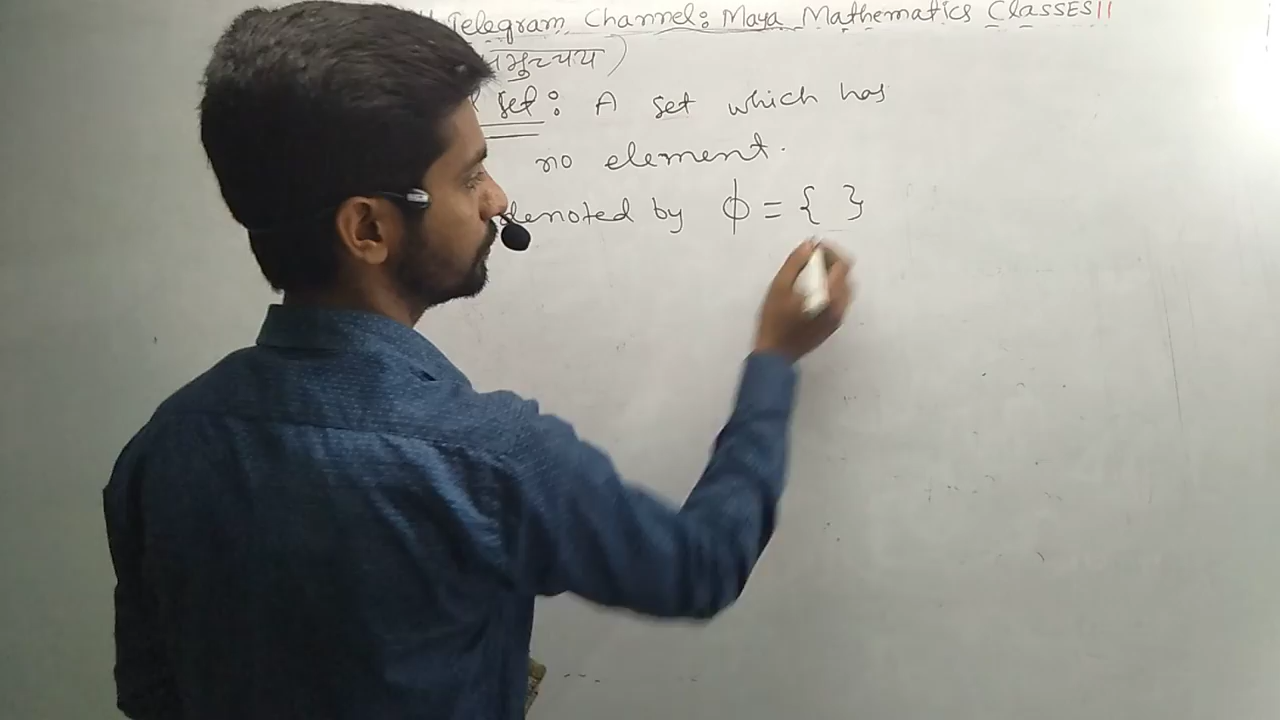 Telegram Channel: Maya Mathematics Classes!!
set: A set which has
no element.
denoted by ϕ = { }